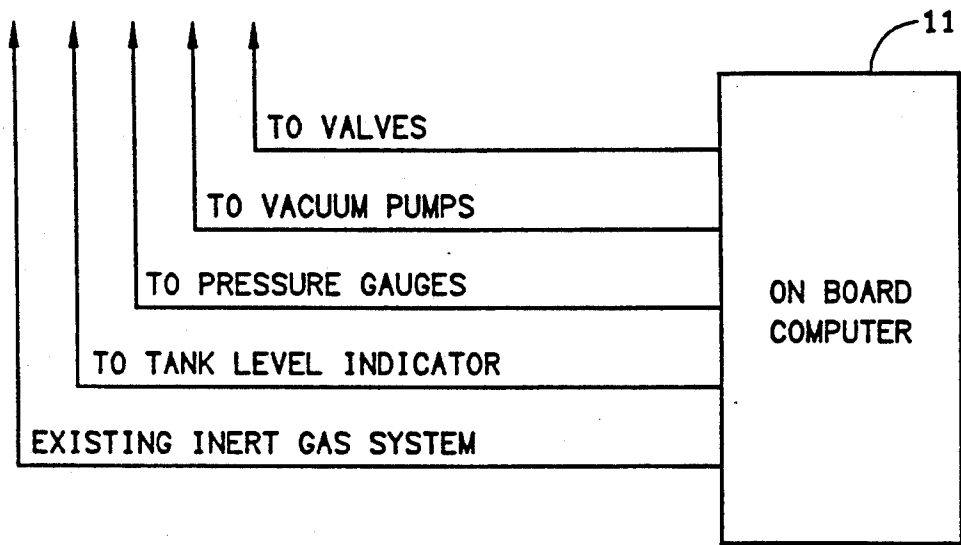 11
TO VALVES
TO VACUUM PUMPS
TO PRESSURE GAUGES
ON BOARD
COMPUTER
TO TANK LEVEL INDICATOR
EXISTING INERT GAS SYSTEM